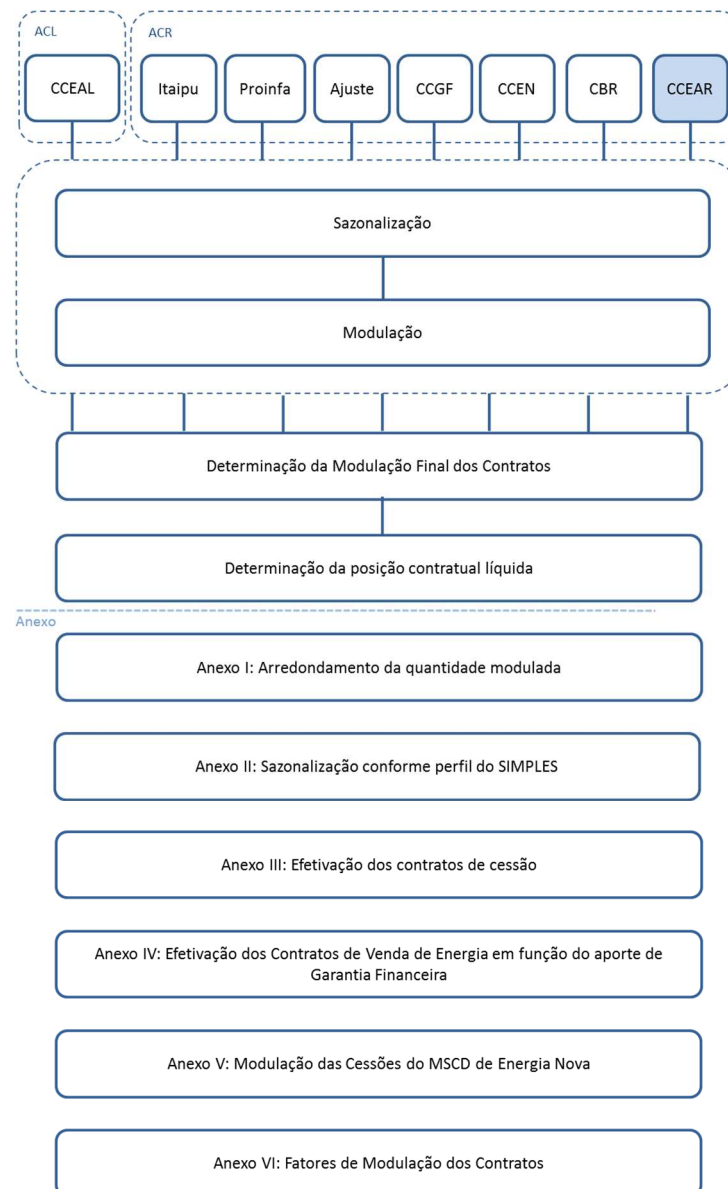 ACL
ACR
CCEAL
Itaipu
Proinfa
Ajuste
CCGF
CCEN
CBR
CCEAR
Sazonalização
Modulação
Determinação da Modulação Final dos Contratos
Determinação da posição contratual líquida
Anexo
Anexo I: Arredondamento da quantidade modulada
Anexo II: Sazonalização conforme perfil do SIMPLES
Anexo III: Efetivação dos contratos de cessão
Anexo IV: Efetivação dos Contratos de Venda de Energia em função do aporte de
Garantia Financeira
Anexo V: Modulação das Cessões do MSCD de Energia Nova
Anexo VI: Fatores de Modulação dos Contratos